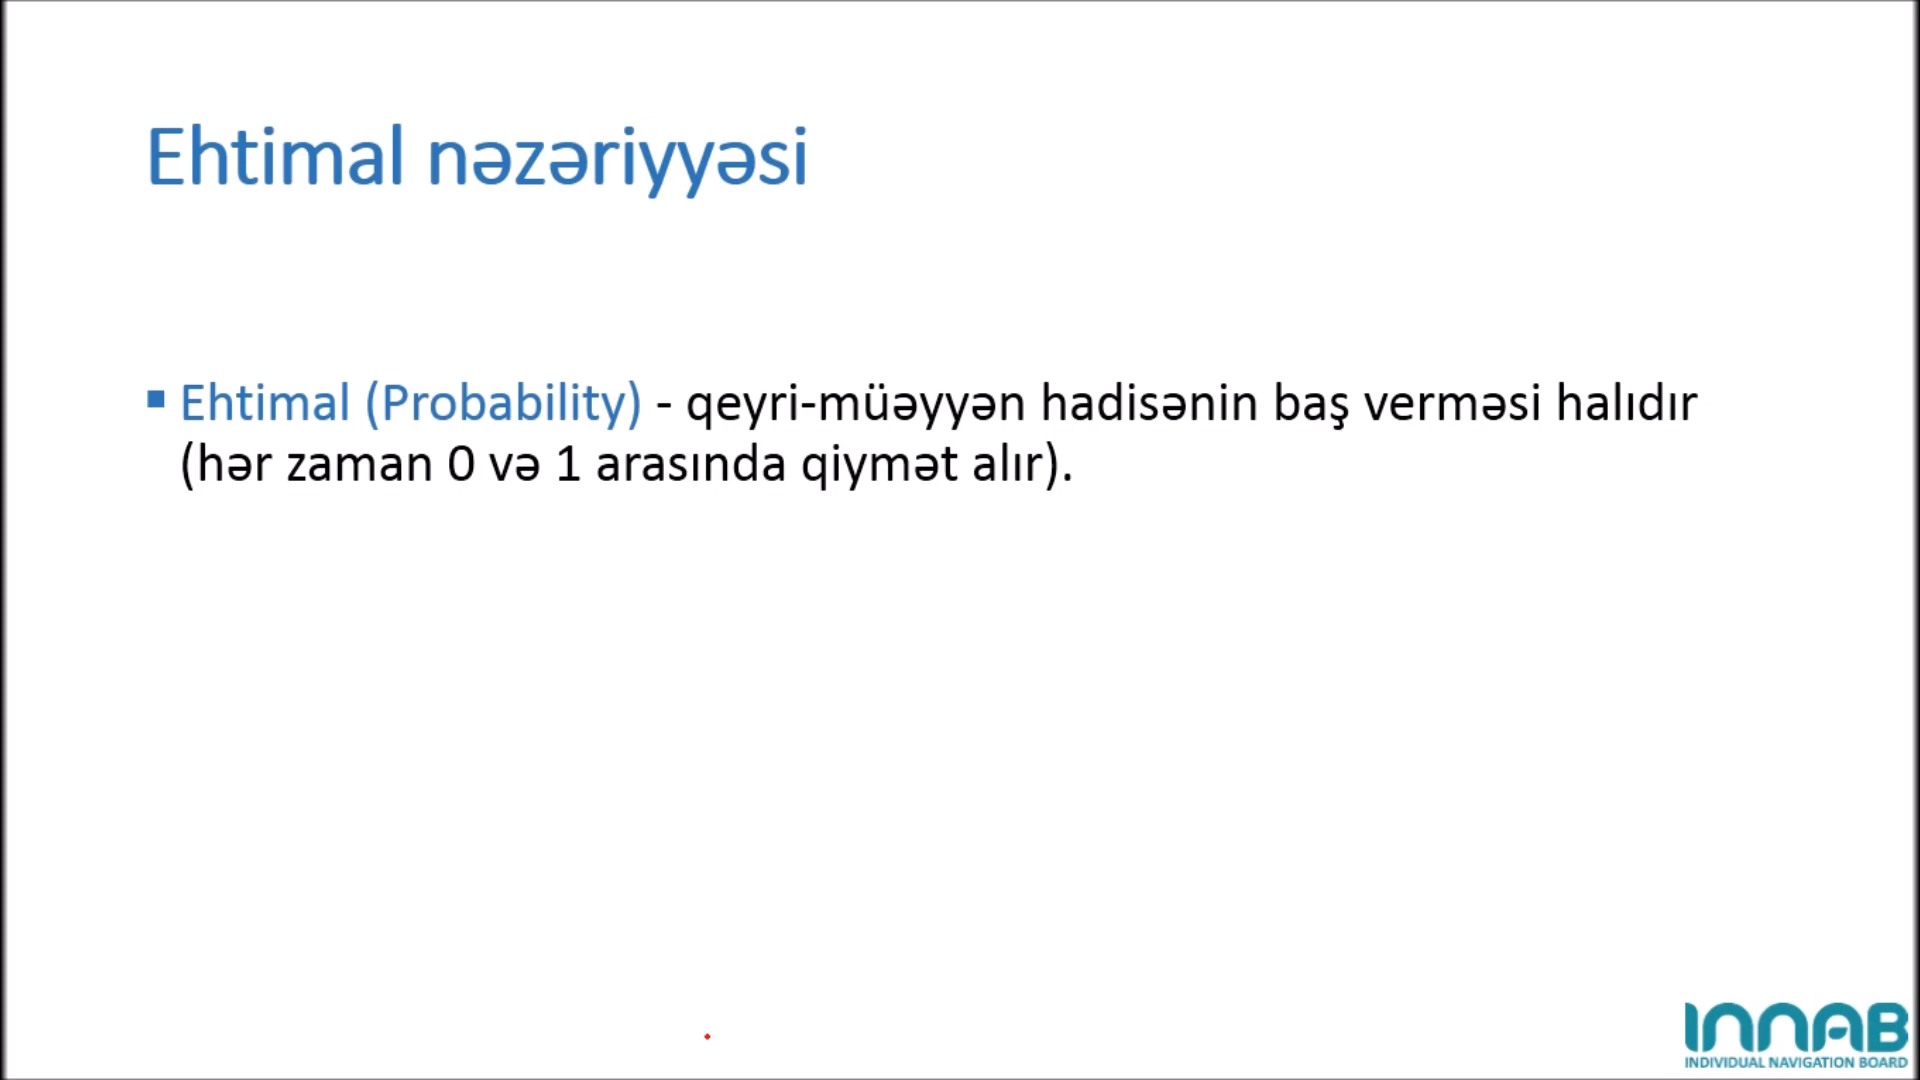 Ehtimal nəzəriyyəsi
▪ Ehtimal (Probability) - qeyri-müəyyən hadisənin baş verməsi halıdır
(hər zaman 0 və 1 arasında qiymət alır).
INNAB
INDIVIDUAL NAVIGATION BOARD